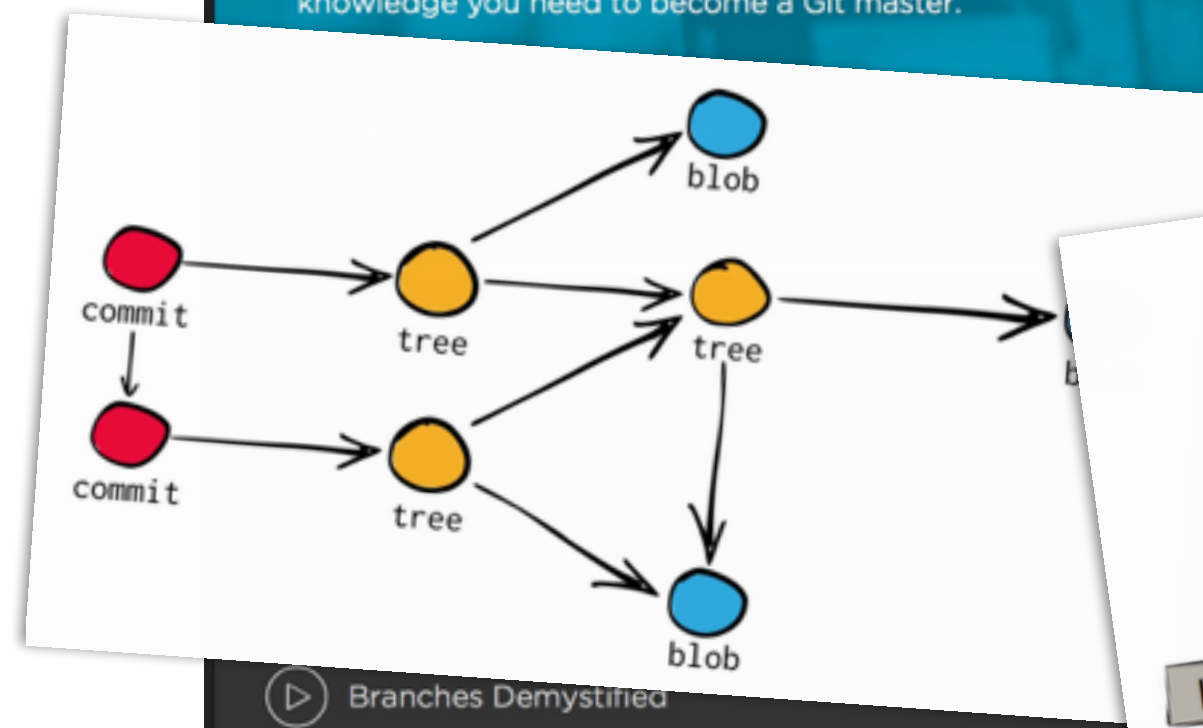 knowledge you need to become a Git master.
blob
commit
tree
tree
commit
tree
blob
Branches Demystified